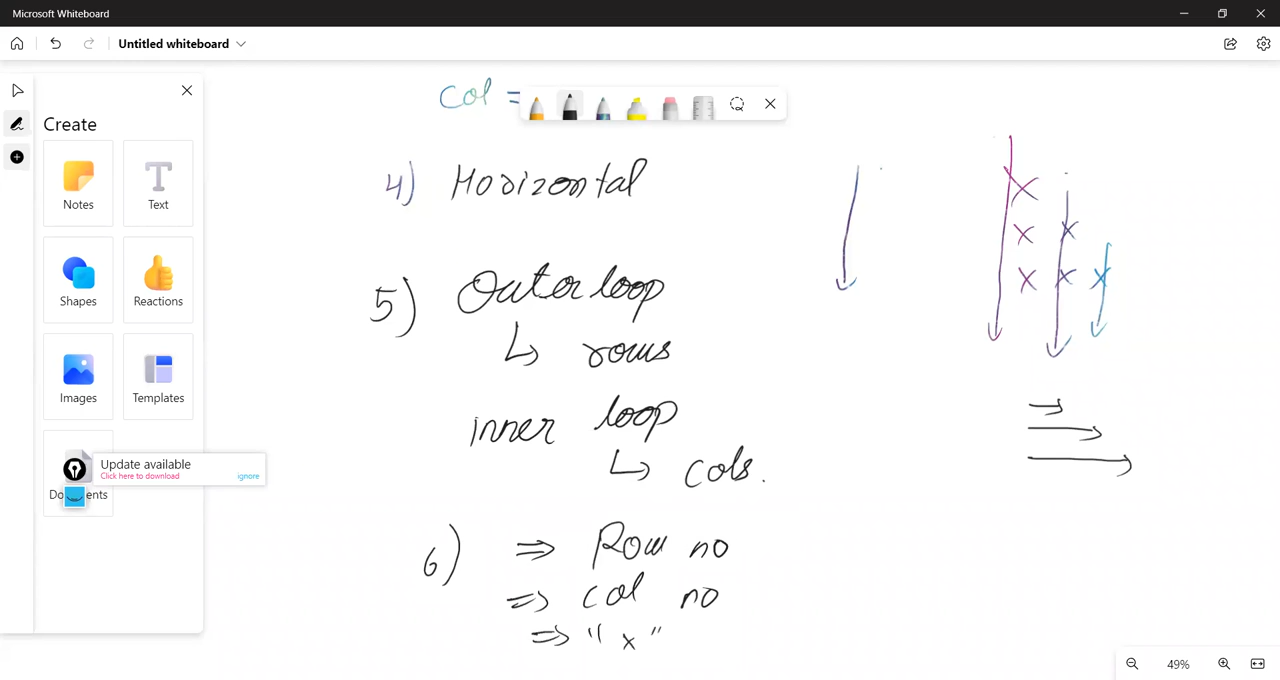 Microsoft Whiteboard
Untitled whiteboard
Create
Notes
Text
Shapes
Reactions
Images
Templates
Update available
Click here to download
ignore
Col =
4) Horizontal
5) Outer loop
↳ rows
inner loop
↳ cols.
6) ⇒ Row no
⇒ col no
⇒ "x"
x
x x
x x x
49%